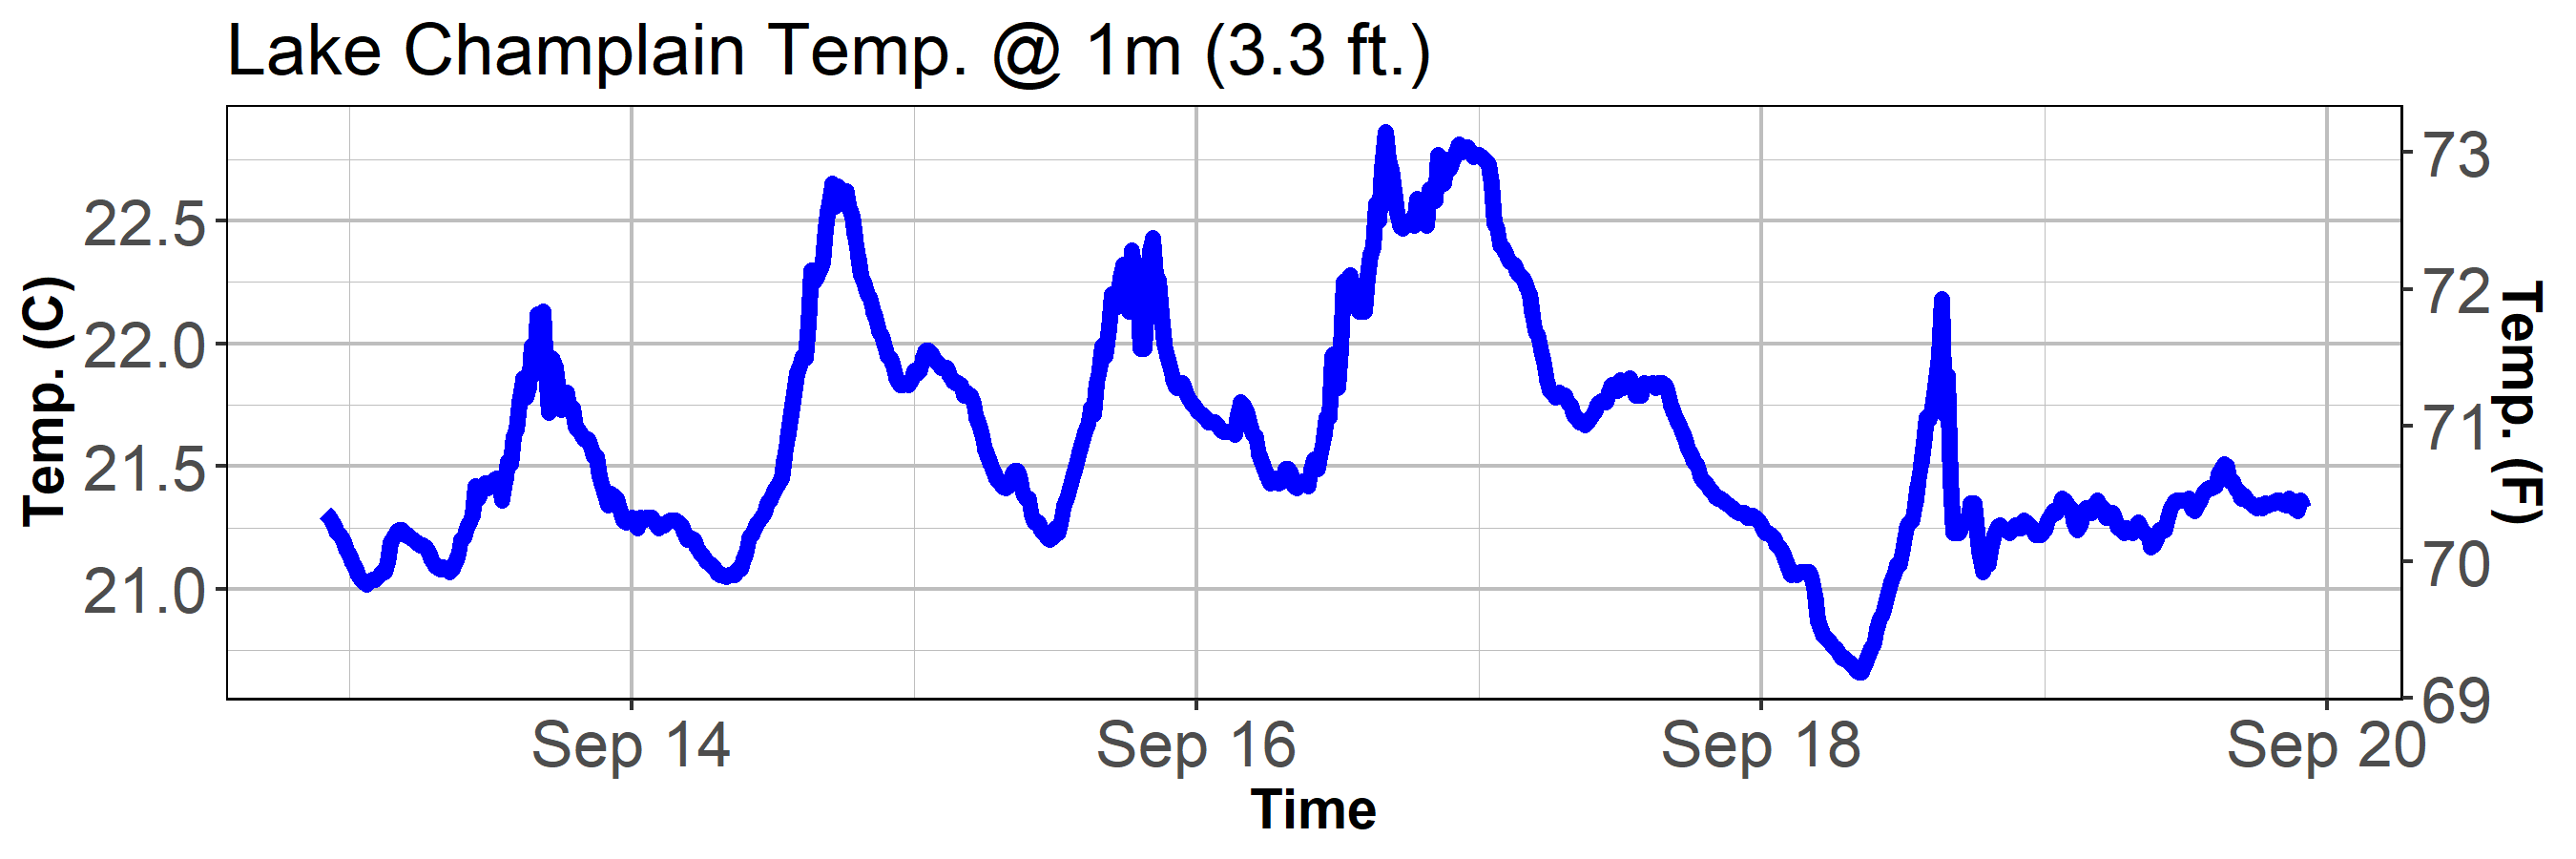 Lake Champlain Temp. @ 1m (3.3 ft.)
Temp. (C)
22.5
22.0
21.5
21.0
73
72
71
70
69
Temp. (F)
Sep 14
Sep 16
Sep 18
Sep 20
Time